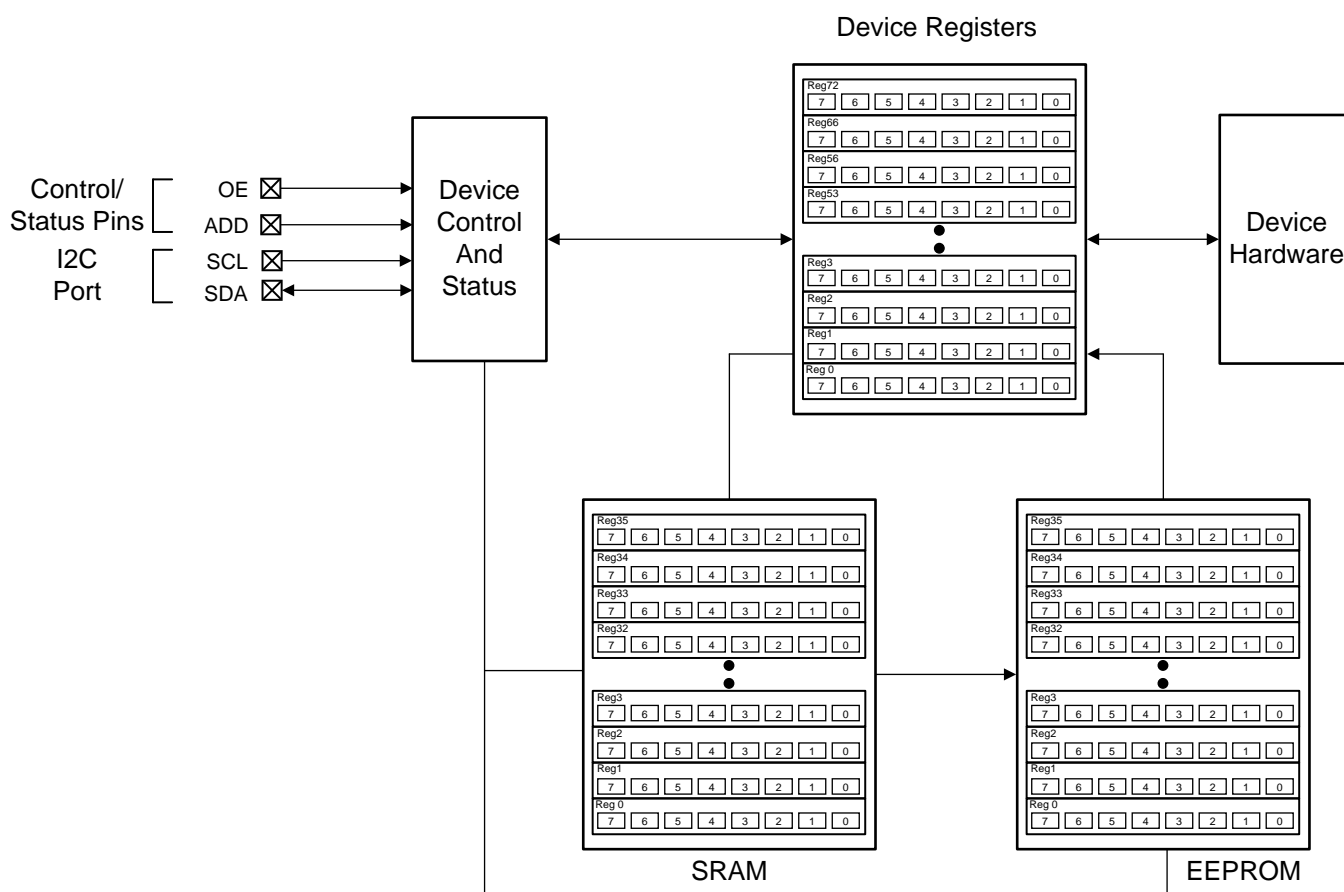 Device Registers
Reg72
7 6 5 4 3 2 1 0
Reg66
7 6 5 4 3 2 1 0
Reg56
7 6 5 4 3 2 1 0
Reg53
7 6 5 4 3 2 1 0
Reg3
7 6 5 4 3 2 1 0
Reg2
7 6 5 4 3 2 1 0
Reg1
7 6 5 4 3 2 1 0
Reg 0
7 6 5 4 3 2 1 0
Control/
Status Pins
OE
ADD
I2C
Port
SCL
SDA
Device
Control
And
Status
Device
Hardware
Reg35
7 6 5 4 3 2 1 0
Reg34
7 6 5 4 3 2 1 0
Reg33
7 6 5 4 3 2 1 0
Reg32
7 6 5 4 3 2 1 0
Reg3
7 6 5 4 3 2 1 0
Reg2
7 6 5 4 3 2 1 0
Reg1
7 6 5 4 3 2 1 0
Reg 0
7 6 5 4 3 2 1 0
SRAM
Reg35
7 6 5 4 3 2 1 0
Reg34
7 6 5 4 3 2 1 0
Reg33
7 6 5 4 3 2 1 0
Reg32
7 6 5 4 3 2 1 0
Reg3
7 6 5 4 3 2 1 0
Reg2
7 6 5 4 3 2 1 0
Reg1
7 6 5 4 3 2 1 0
Reg 0
7 6 5 4 3 2 1 0
EEPROM